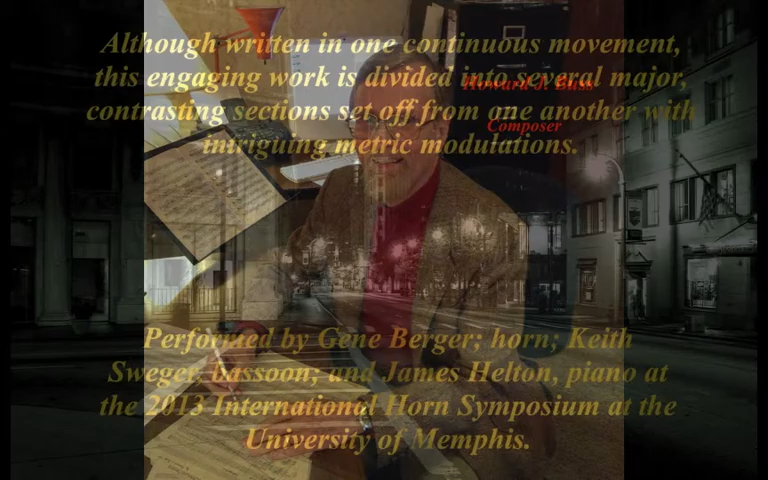 Although written in one continuous movement,
this engaging work is divided into several major,
Howard J. Buss
contrasting sections set off from one another with
Composer
intriguing metric modulations.
Performed by Gene Berger; horn; Keith
Sweger, bassoon; and James Helton, piano at
the 2013 International Horn Symposium at the
University of Memphis.